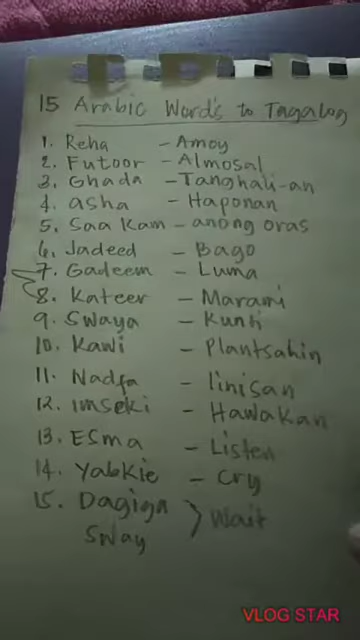 15 Arabic Words to Tagalog
1. Reha - Amoy
2. Futoor - Almosal
3. Ghada - Tanghali-an
4. asha - Haponan
5. Saa Kam - anong oras
6. Jadeed - Bago
7. Gadeem - Luma
8. Kateer - Marami
9. Swaya - Kunti
10. Kawi - Plantsahin
11. Nadfa - linisan
12. imseki - Hawakan
13. Esma - Listen
14. Yabkie - Cry
15. Dagiga > Wait
Sway
VLOG STAR